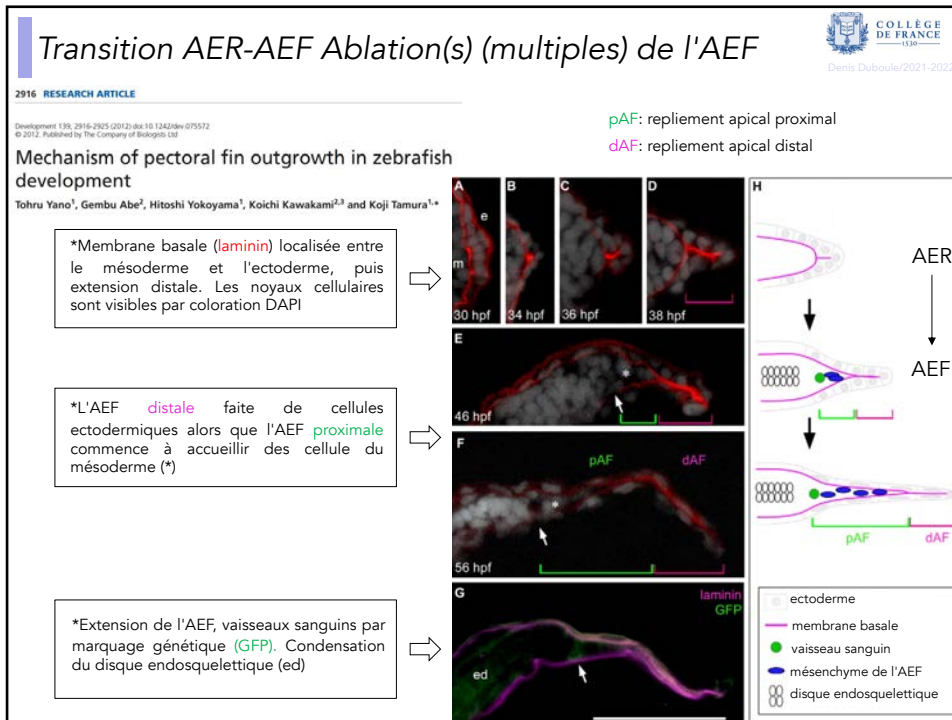 Transition AER-AEF Ablation(s) (multiples) de l'AEF
COLLÈGE
DE FRANCE
1530
Denis Duboule/2021-2022
2916 RESEARCH ARTICLE
Development 139, 2916-2925 (2012) doi:10.1242/dev.075572
© 2012. Published by The Company of Biologists Ltd
Mechanism of pectoral fin outgrowth in zebrafish
development
Tohru Yano1, Gembu Abe2, Hitoshi Yokoyama1, Koichi Kawakami2,3 and Koji Tamura1,*
pAF: repliement apical proximal
dAF: repliement apical distal
*Membrane basale (laminin) localisée entre
le mésoderme et l'ectoderme, puis
extension distale. Les noyaux cellulaires
sont visibles par coloration DAPI
*L'AEF distale faite de cellules
ectodermiques alors que l'AEF proximale
commence à accueillir des cellule du
mésoderme (*)
*Extension de l'AEF, vaisseaux sanguins par
marquage génétique (GFP). Condensation
du disque endosquelettique (ed)
A
e
m
30 hpf
B
34 hpf
C
36 hpf
D
38 hpf
E
*
46 hpf
F
pAF
dAF
*
56 hpf
G
laminin
GFP
ed
H
AER
AEF
pAF
dAF
ectoderme
membrane basale
vaisseau sanguin
mésenchyme de l'AEF
disque endosquelettique